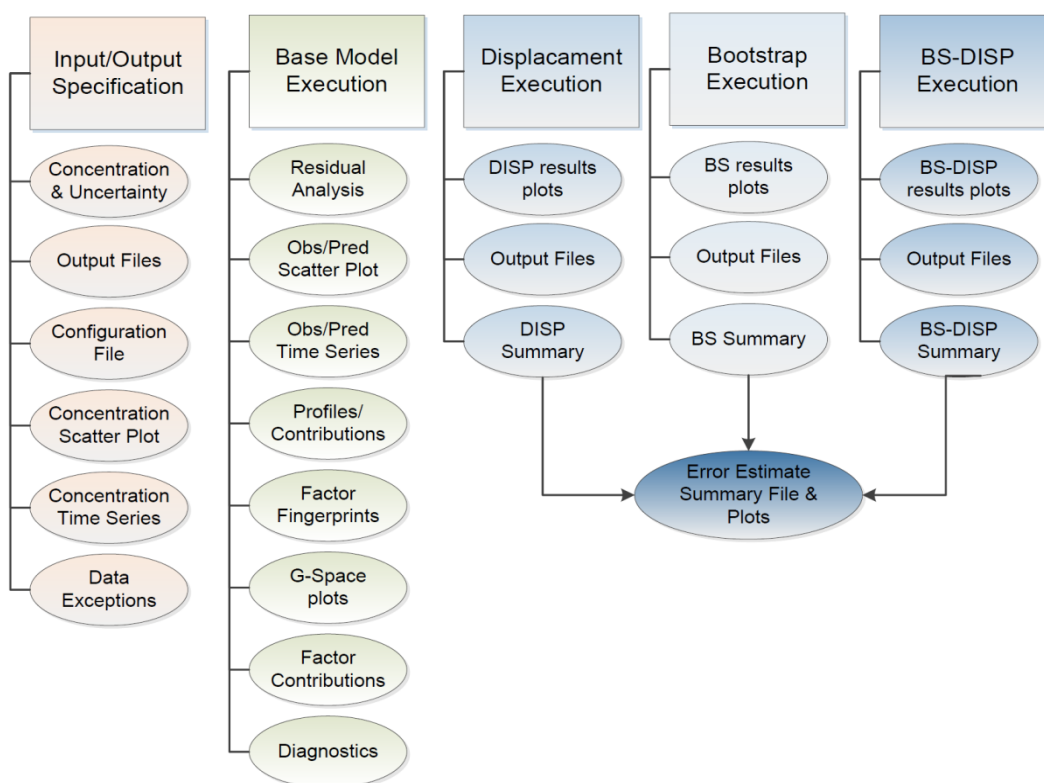 Input/Output
Specification
Concentration
& Uncertainty
Output Files
Configuration
File
Concentration
Scatter Plot
Concentration
Time Series
Data
Exceptions
Base Model
Execution
Residual
Analysis
Obs/Pred
Scatter Plot
Obs/Pred
Time Series
Profiles/
Contributions
Factor
Fingerprints
G-Space
plots
Factor
Contributions
Diagnostics
Displacament
Execution
DISP results
plots
Output Files
DISP
Summary
Bootstrap
Execution
BS results
plots
Output Files
BS Summary
BS-DISP
Execution
BS-DISP
results plots
Output Files
BS-DISP
Summary
Error Estimate
Summary File &
Plots